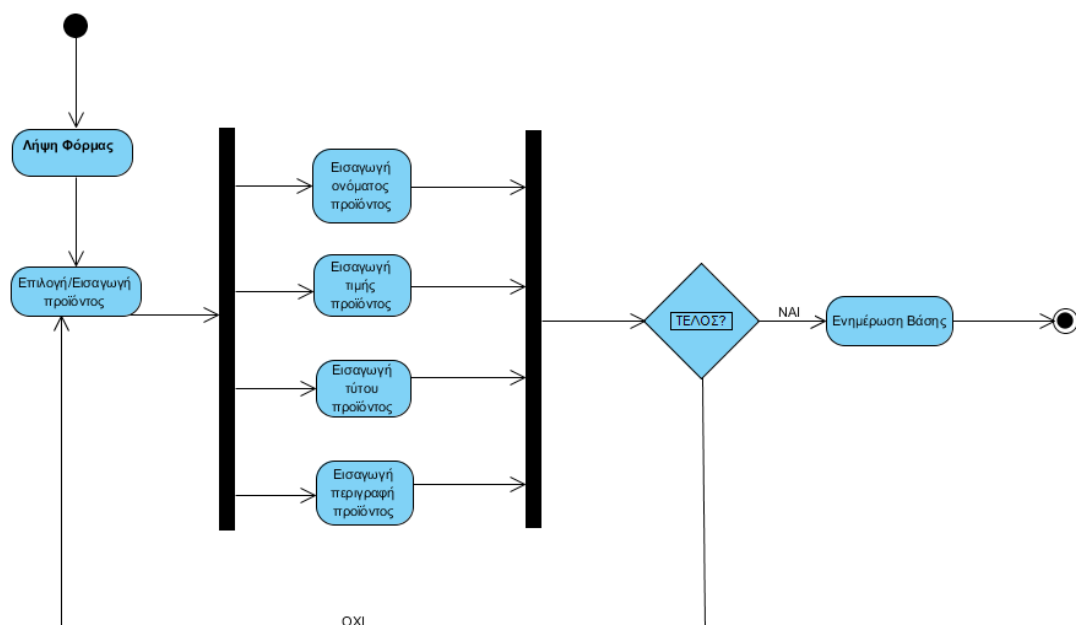 Λήψη Φόρμας
Επιλογή/Εισαγωγή
προϊόντος
Εισαγωγή
ονόματος
προϊόντος
Εισαγωγή
τιμής
προϊόντος
Εισαγωγή
τύτου
προϊόντος
Εισαγωγή
περιγραφή
προϊόντος
ΤΕΛΟΣ?
ΝΑΙ
Ενημέρωση Βάσης
ΟΧΙ